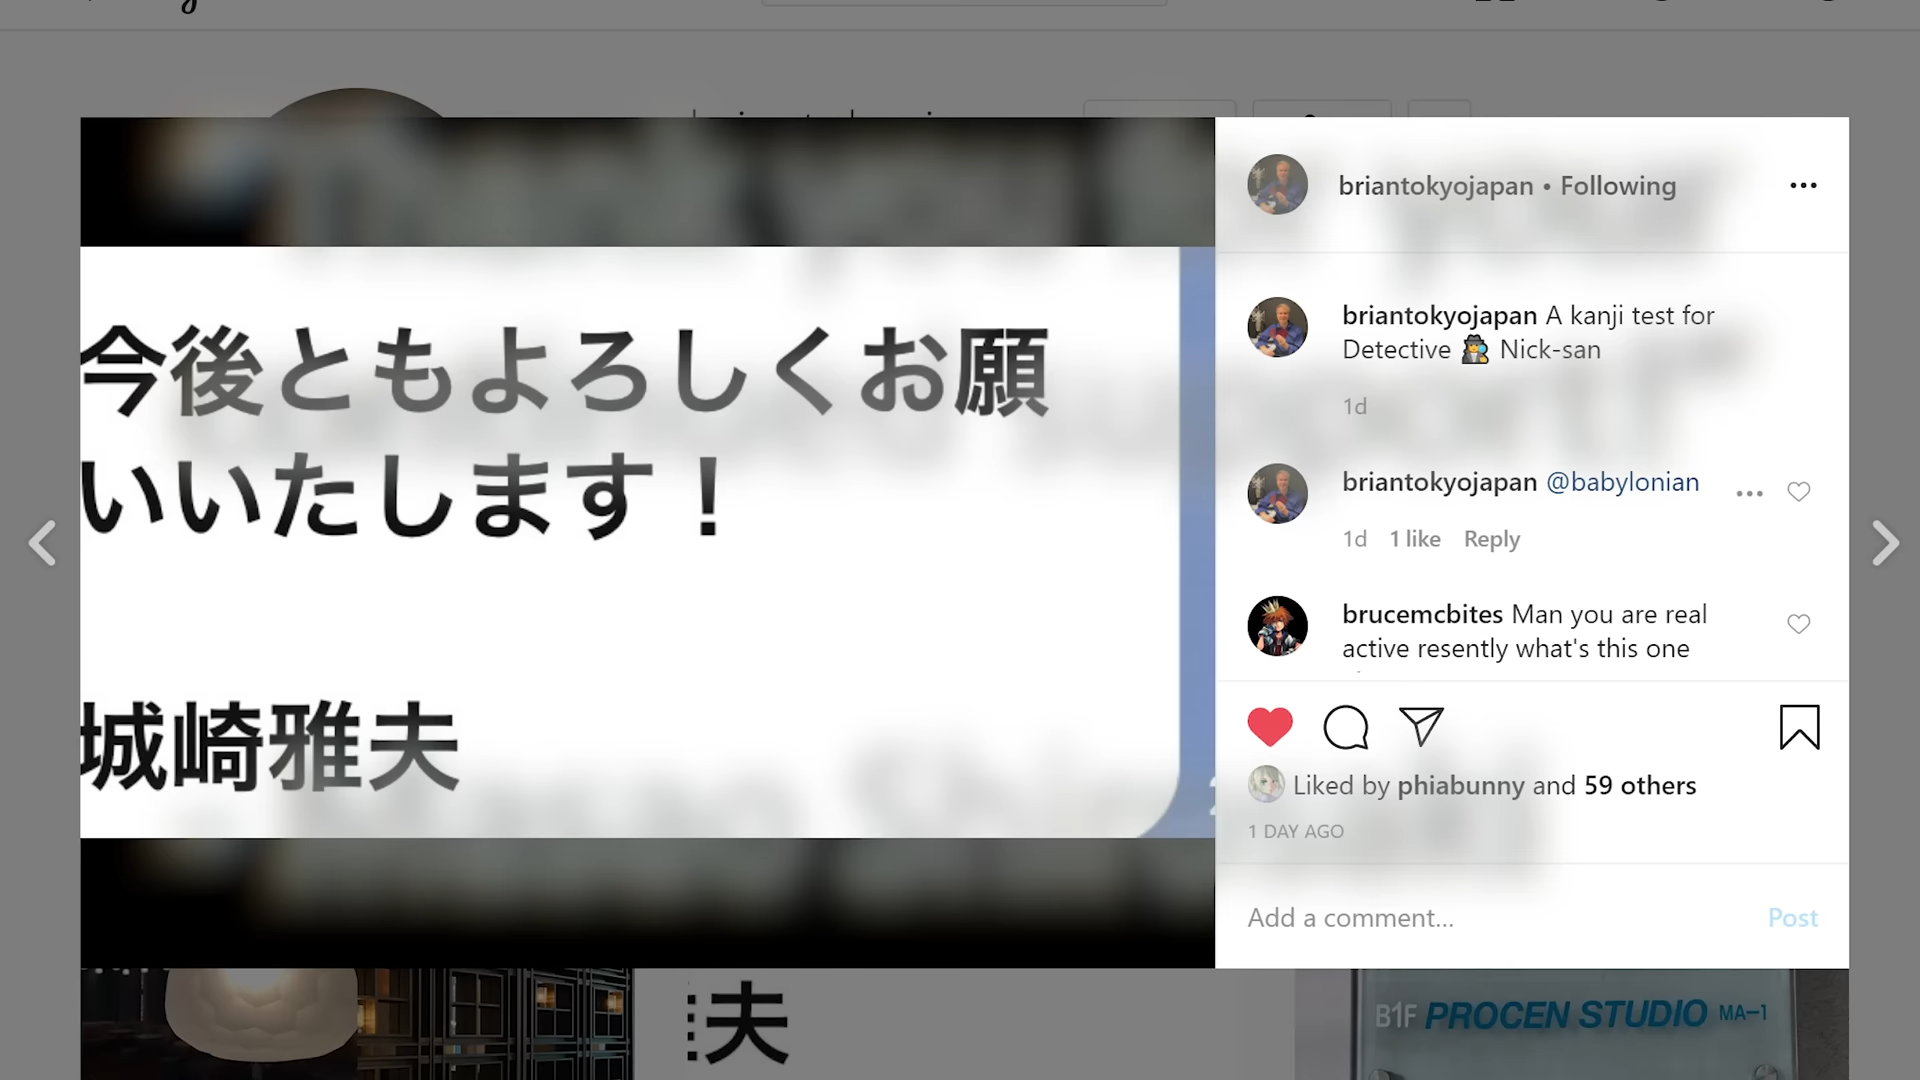 今後ともよろしくお願
いいたします！
城崎雅夫
briantokyojapan • Following
briantokyojapan A kanji test for
Detective 🕵 Nick-san
1d
briantokyojapan @babylonian
1d 1 like Reply
brucemcbites Man you are real
active resently what's this one
Liked by phiabunny and 59 others
1 DAY AGO
Add a comment...
Post
夫
B1F PROCEN STUDIO MA-1